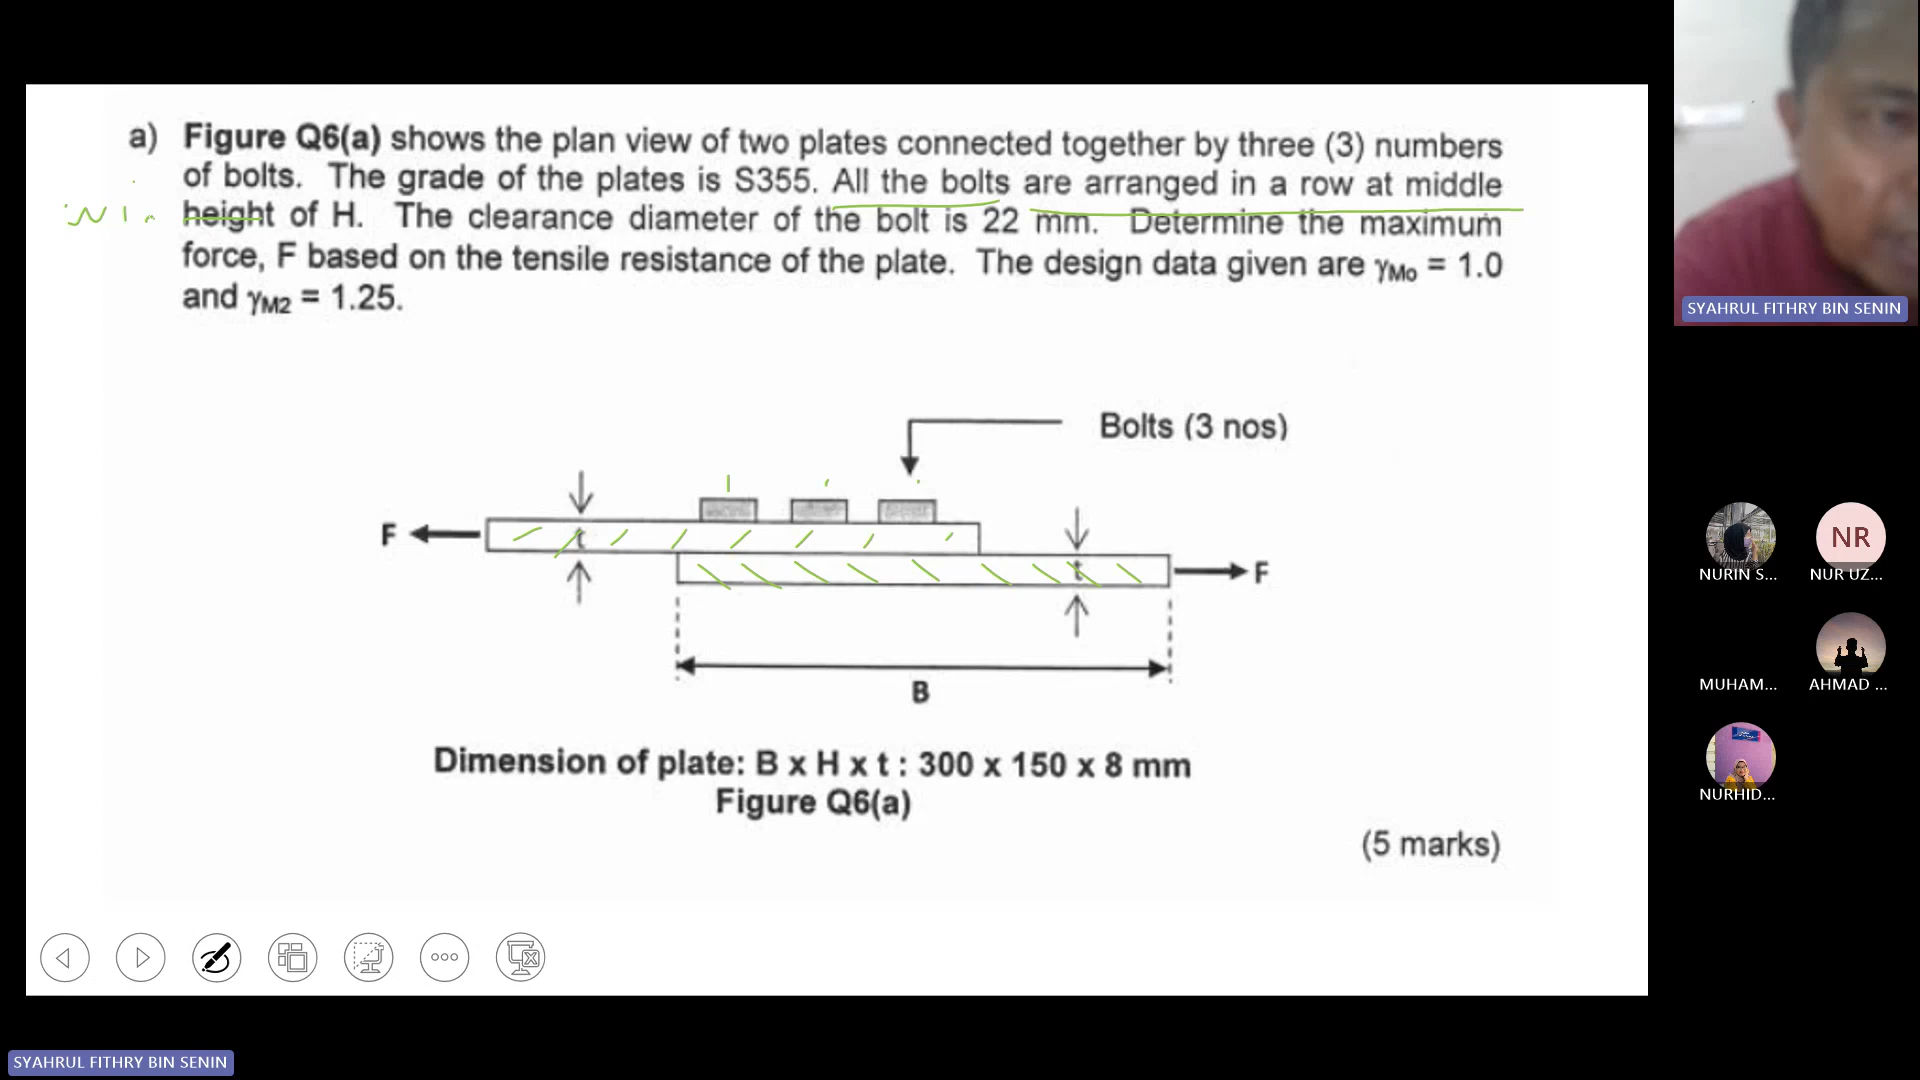 a) Figure Q6(a) shows the plan view of two plates connected together by three (3) numbers
of bolts. The grade of the plates is S355. All the bolts are arranged in a row at middle
height of H. The clearance diameter of the bolt is 22 mm. Determine the maximum
force, F based on the tensile resistance of the plate. The design data given are γMo = 1.0
and γM2 = 1.25.
Bolts (3 nos)
F
t
t
F
B
Dimension of plate: B x H x t : 300 x 150 x 8 mm
Figure Q6(a)
(5 marks)
SYAHRUL FITHRY BIN SENIN
NR
NURIN S...
NUR UZ...
MUHAM...
AHMAD ...
NURHID...
SYAHRUL FITHRY BIN SENIN